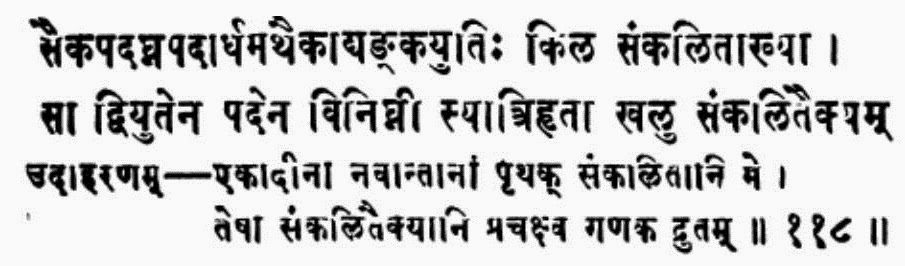 सैकपदघ्नपदार्धमथैकाद्यङ्कयुतिः किल संकलिताख्या ।
सा द्वियुतेन पदेन विनिघ्नी स्यात्त्रिहृता खलु संकलितैक्यम्
उदाहरणम्—एकादीना नवान्तानां पृथक् संकालितानि मे ।
तेषा संकलितैक्यानि प्रचक्ष्व गणक द्रुतम् ॥ ११८ ॥